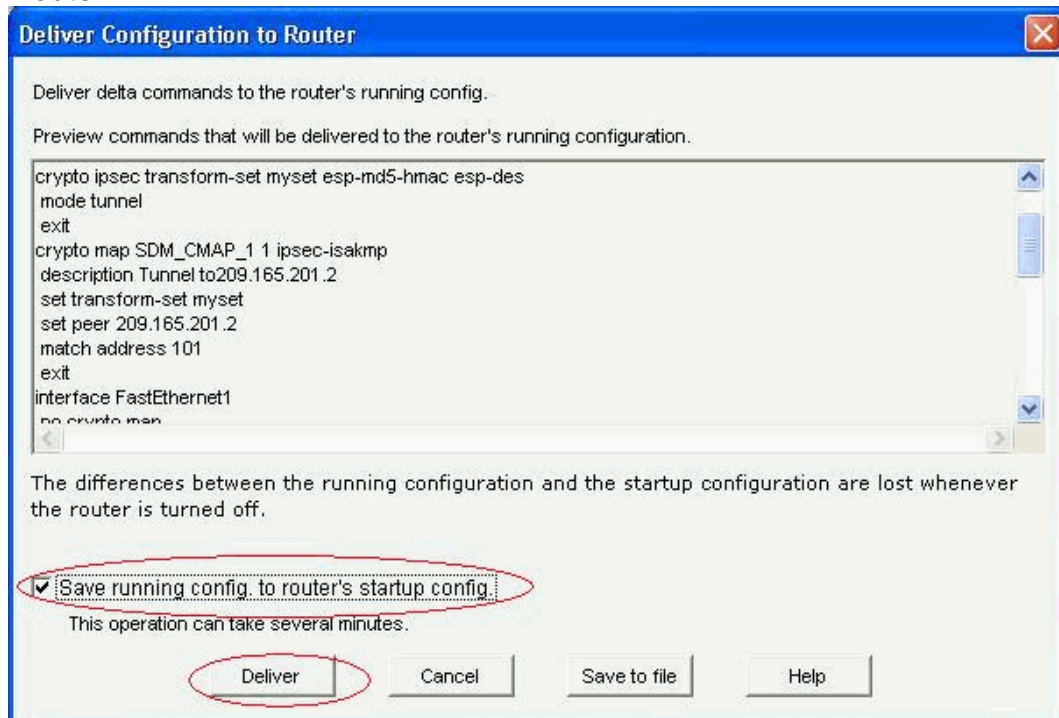 Deliver Configuration to Router
Deliver delta commands to the router's running config.
Preview commands that will be delivered to the router's running configuration.
crypto ipsec transform-set myset esp-md5-hmac esp-des
mode tunnel
exit
crypto map SDM_CMAP_1 1 ipsec-isakmp
description Tunnel to209.165.201.2
set transform-set myset
set peer 209.165.201.2
match address 101
exit
interface FastEthernet1
no crypto map
The differences between the running configuration and the startup configuration are lost whenever
the router is turned off.
Save running config. to router's startup config.
This operation can take several minutes.
Deliver Cancel Save to file Help